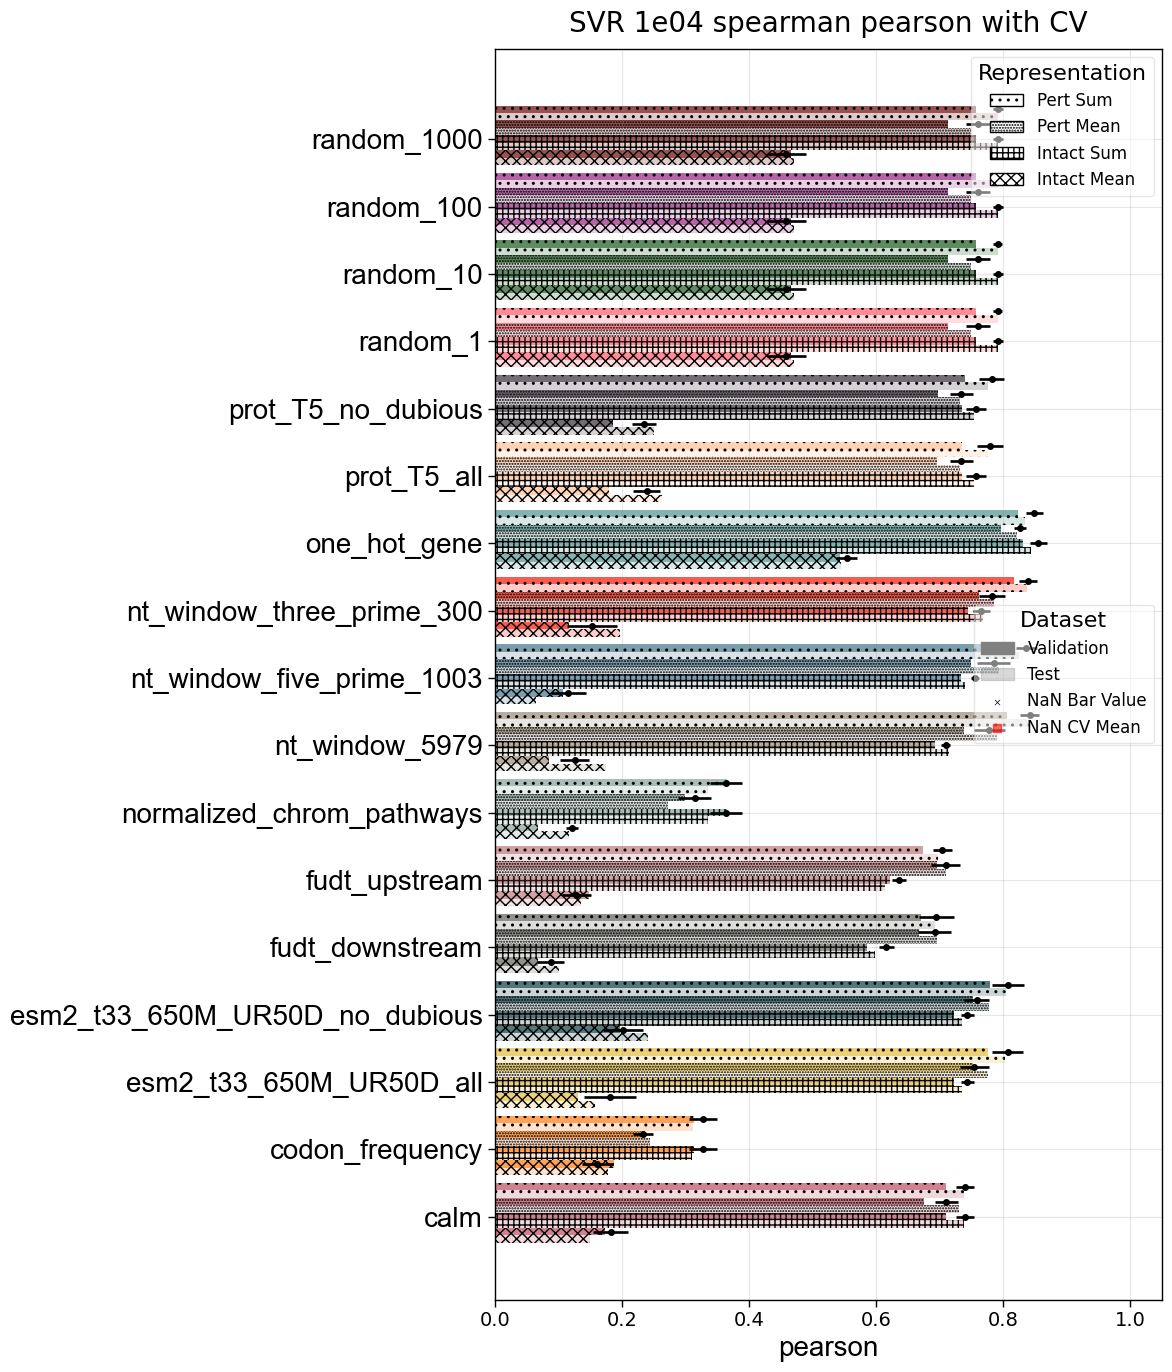 SVR 1e04 spearman pearson with CV
Representation
Pert Sum
Pert Mean
Intact Sum
Intact Mean
random_1000
random_100
random_10
random_1
prot_T5_no_dubious
prot_T5_all
one_hot_gene
nt_window_three_prime_300
Dataset
Validation
Test
NaN Bar Value
NaN CV Mean
nt_window_five_prime_1003
nt_window_5979
normalized_chrom_pathways
fudt_upstream
fudt_downstream
esm2_t33_650M_UR50D_no_dubious
esm2_t33_650M_UR50D_all
codon_frequency
calm
0.0 0.2 0.4 0.6 0.8 1.0
pearson